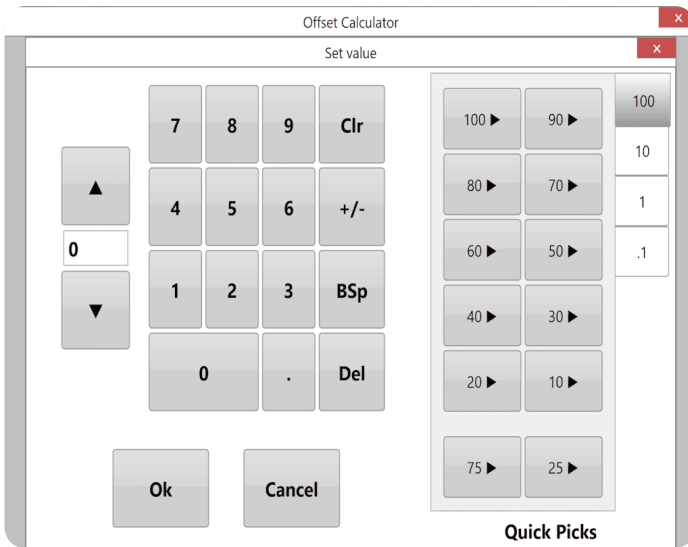 Offset Calculator
x
Set value
x
7 8 9 Clr
4 5 6 +/-
0
1 2 3 BSp
0 . Del
Ok Cancel
100 90
80 70
60 50
40 30
20 10
75 25
100
10
1
.1
Quick Picks